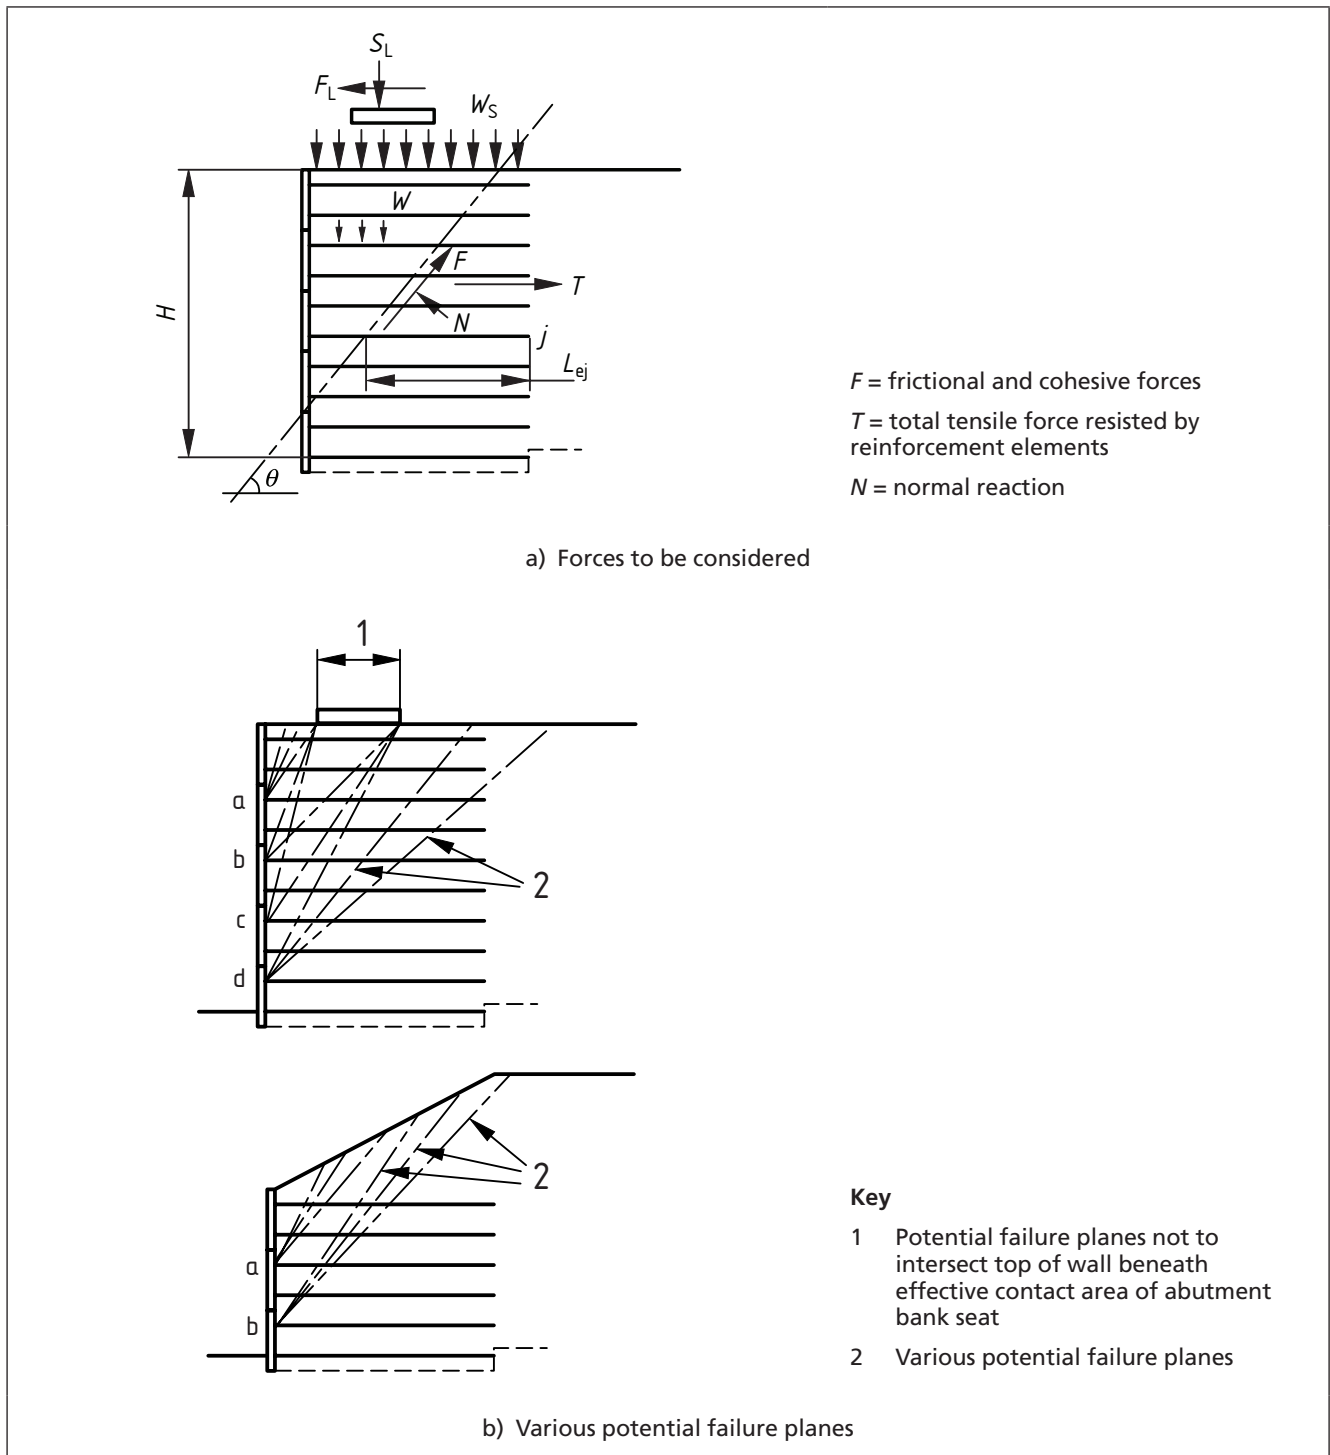 S_L
F_L
W_S
W
F
T
N
H
j
L_ej
θ
F = frictional and cohesive forces
T = total tensile force resisted by
reinforcement elements
N = normal reaction
a) Forces to be considered
1
a
b
2
c
d
2
a
b
Key
1 Potential failure planes not to
intersect top of wall beneath
effective contact area of abutment
bank seat
2 Various potential failure planes
b) Various potential failure planes